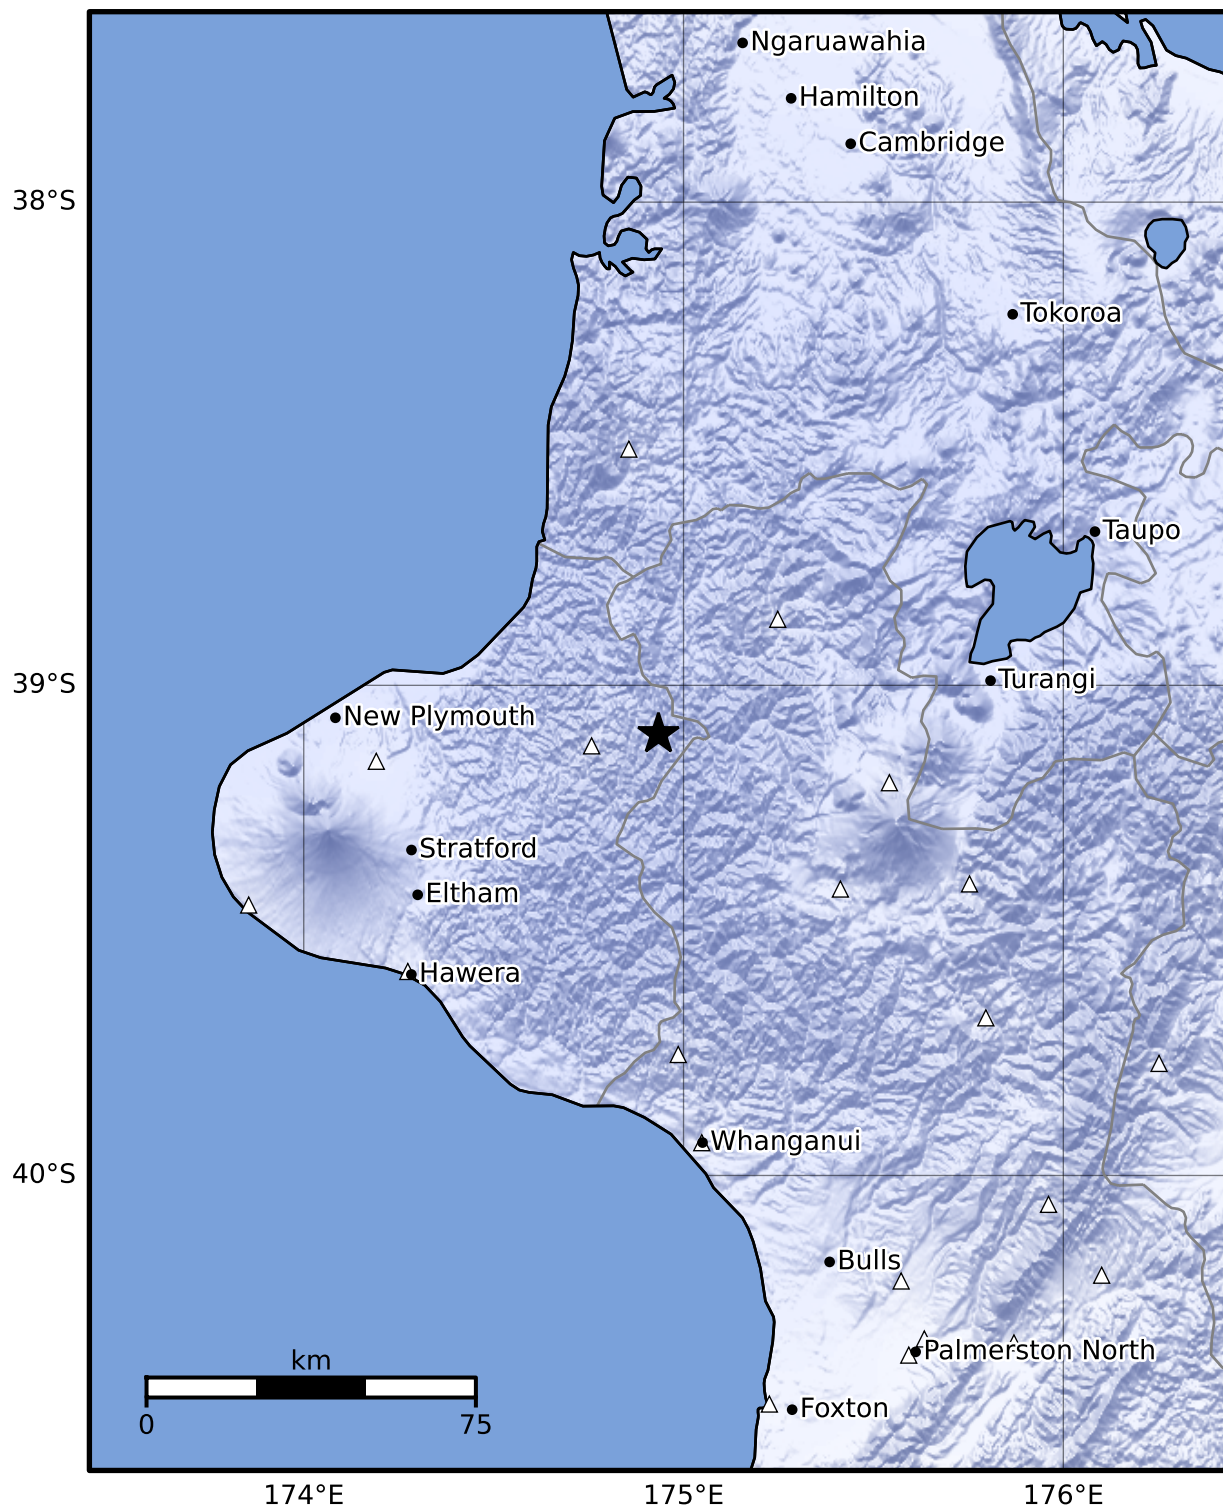 Ngaruawahia
Hamilton
Cambridge
38°S
Tokoroa
Taupo
39°S
Turangi
New Plymouth
Stratford
Eltham
Hawera
Whanganui
40°S
Bulls
Palmerston North
km
Foxton
0 75
174°E 175°E 176°E